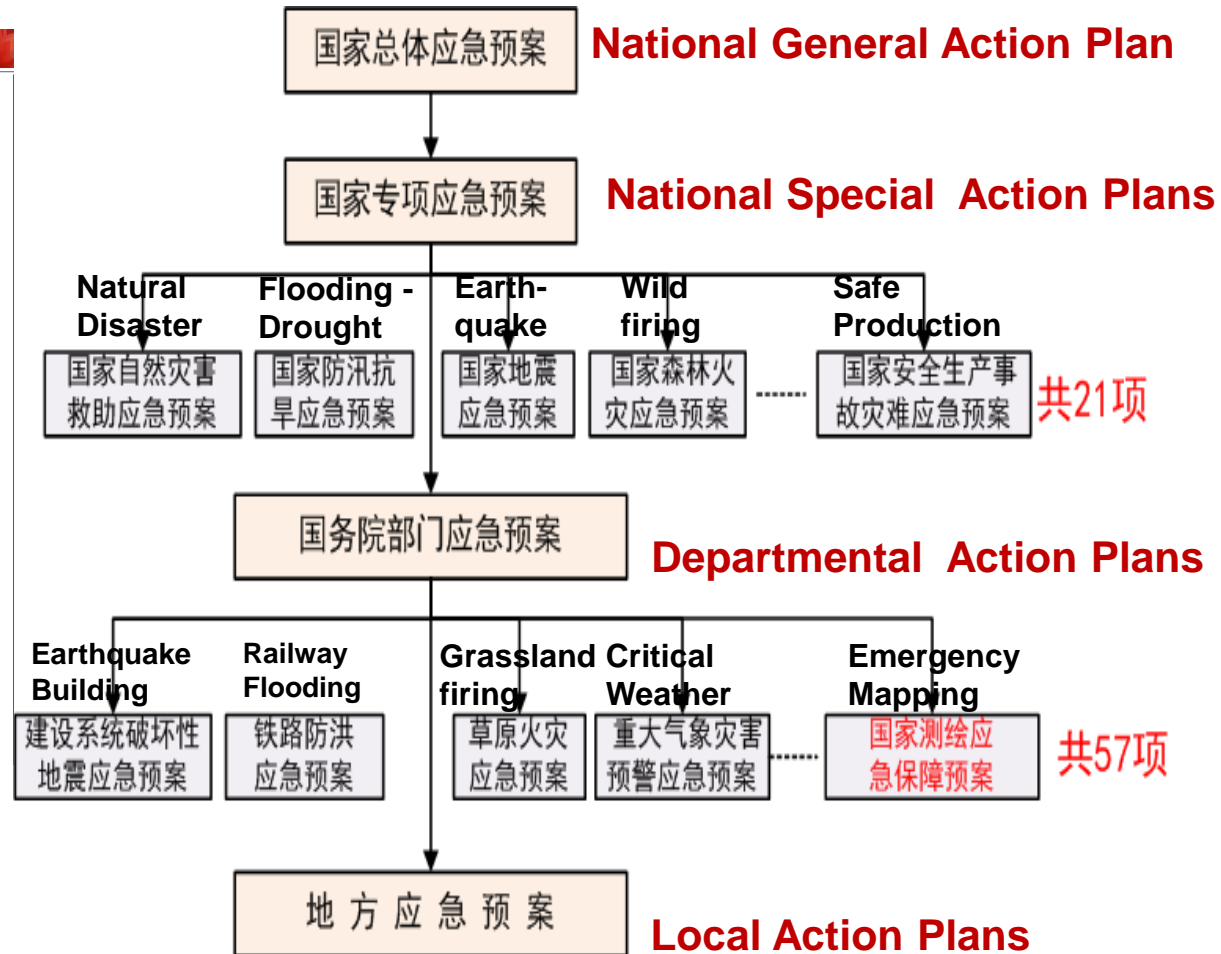 国家总体应急预案
National General Action Plan
国家专项应急预案
National Special Action Plans
Natural
Disaster
Flooding -
Drought
Earth-
quake
Wild
firing
Safe
Production
国家自然灾害
救助应急预案
国家防汛抗
旱应急预案
国家地震
应急预案
国家森林火
灾应急预案
国家安全生产事
故灾难应急预案
共21项
国务院部门应急预案
Departmental Action Plans
Earthquake
Building
Railway
Flooding
Grassland
firing
Critical
Weather
Emergency
Mapping
建设系统破坏性
地震应急预案
铁路防洪
应急预案
草原火灾
应急预案
重大气象灾害
预警应急预案
国家测绘应
急保障预案
共57项
地方应急预案
Local Action Plans